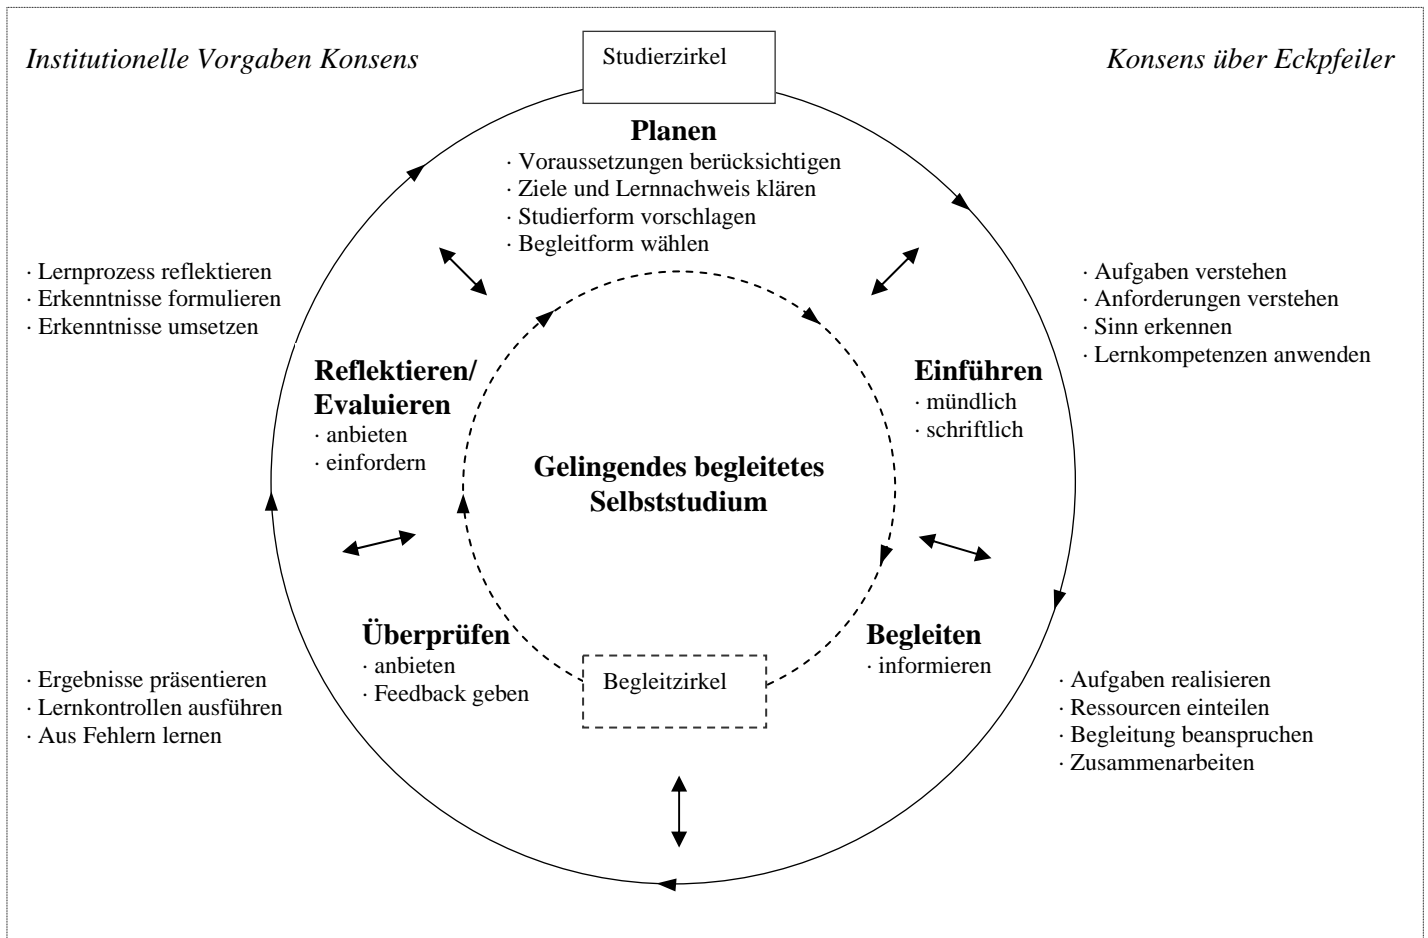 Institutionelle Vorgaben Konsens
Studierzirkel
Konsens über Eckpfeiler
Planen
· Voraussetzungen berücksichtigen
· Ziele und Lernnachweis klären
· Studierform vorschlagen
· Begleitform wählen
· Lernprozess reflektieren
· Erkenntnisse formulieren
· Erkenntnisse umsetzen
· Aufgaben verstehen
· Anforderungen verstehen
· Sinn erkennen
· Lernkompetenzen anwenden
Reflektieren/
Evaluieren
· anbieten
· einfordern
Einführen
· mündlich
· schriftlich
Gelingendes begleitetes
Selbststudium
Überprüfen
· anbieten
· Feedback geben
Begleitzirkel
Begleiten
· informieren
· Ergebnisse präsentieren
· Lernkontrollen ausführen
· Aus Fehlern lernen
· Aufgaben realisieren
· Ressourcen einteilen
· Begleitung beanspruchen
· Zusammenarbeiten